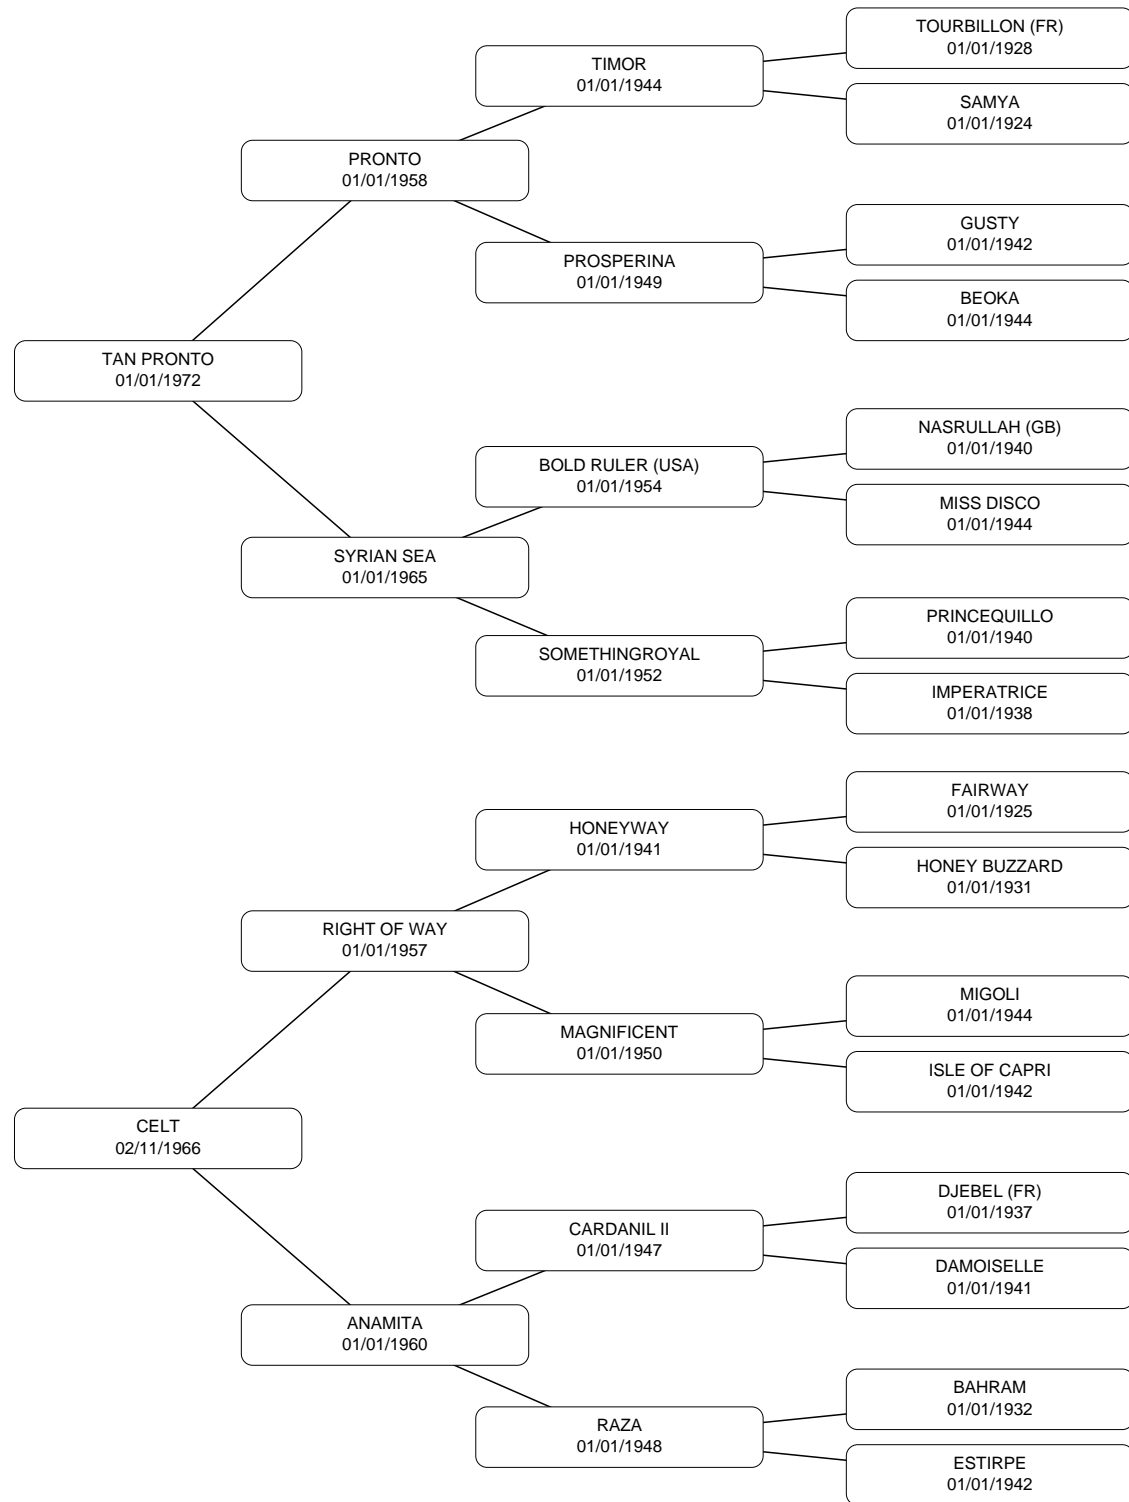 TOURBILLON (FR)
01/01/1928
TIMOR
01/01/1944
SAMYA
01/01/1924
PRONTO
01/01/1958
GUSTY
01/01/1942
PROSPERINA
01/01/1949
BEOKA
01/01/1944
TAN PRONTO
01/01/1972
NASRULLAH (GB)
01/01/1940
BOLD RULER (USA)
01/01/1954
MISS DISCO
01/01/1944
SYRIAN SEA
01/01/1965
PRINCEQUILLO
01/01/1940
SOMETHINGROYAL
01/01/1952
IMPERATRICE
01/01/1938
FAIRWAY
01/01/1925
HONEYWAY
01/01/1941
HONEY BUZZARD
01/01/1931
RIGHT OF WAY
01/01/1957
MIGOLI
01/01/1944
MAGNIFICENT
01/01/1950
ISLE OF CAPRI
01/01/1942
CELT
02/11/1966
DJEBEL (FR)
01/01/1937
CARDANIL II
01/01/1947
DAMOISELLE
01/01/1941
ANAMITA
01/01/1960
BAHRAM
01/01/1932
RAZA
01/01/1948
ESTIRPE
01/01/1942